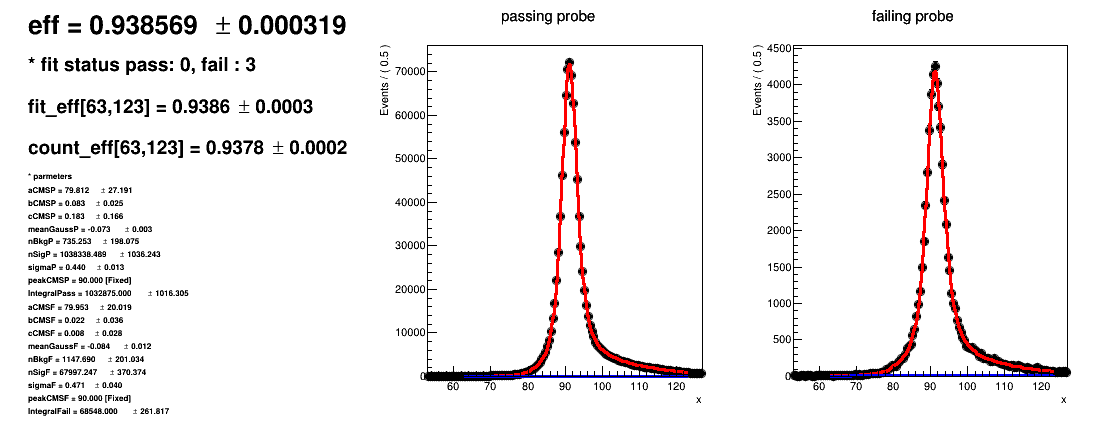 eff = 0.938569 ± 0.000319
* fit status pass: 0, fail : 3
fit_eff[63,123] = 0.9386 ± 0.0003
count_eff[63,123] = 0.9378 ± 0.0002
* parmeters
aCMSP = 79.812 ± 27.191
bCMSP = 0.083 ± 0.025
cCMSP = 0.183 ± 0.166
meanGaussP = -0.073 ± 0.003
nBkgP = 735.253 ± 198.075
nSigP = 1038338.489 ± 1036.243
sigmaP = 0.440 ± 0.013
peakCMSP = 90.000 [Fixed]
IntegralPass = 1032875.000 ± 1016.305
aCMSF = 79.953 ± 20.019
bCMSF = 0.022 ± 0.036
cCMSF = 0.008 ± 0.028
meanGaussF = -0.084 ± 0.012
nBkgF = 1147.690 ± 201.034
nSigF = 67997.247 ± 370.374
sigmaF = 0.471 ± 0.040
peakCMSF = 90.000 [Fixed]
IntegralFail = 68548.000 ± 261.817
passing probe
Events / ( 0.5 )
70000
60000
50000
40000
30000
20000
10000
0
60 70 80 90 100 110 120
x
failing probe
Events / ( 0.5 )
4500
4000
3500
3000
2500
2000
1500
1000
500
0
60 70 80 90 100 110 120
x